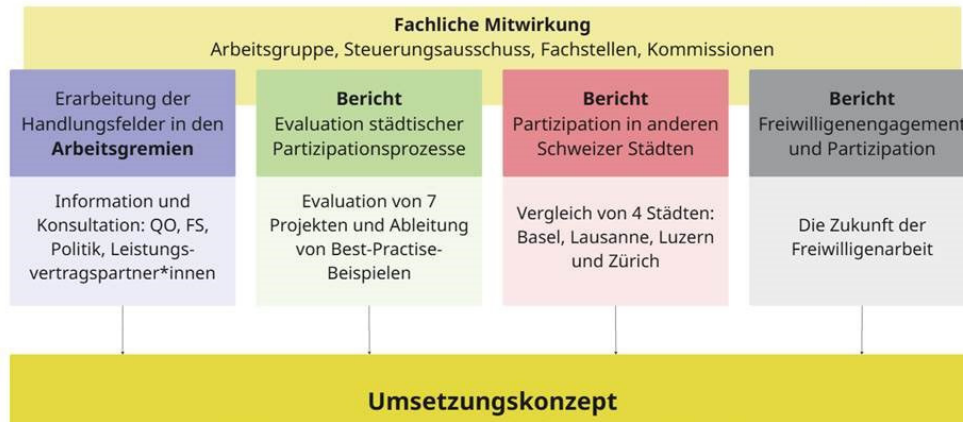 Fachliche Mitwirkung
Arbeitsgruppe, Steuerungsausschuss, Fachstellen, Kommissionen
Erarbeitung der
Handlungsfelder in den
Arbeitsgremien
Information und
Konsultation: QO, FS,
Politik, Leistungs-
vertragspartner*innen
Bericht
Evaluation städtischer
Partizipationsprozesse
Evaluation von 7
Projekten und Ableitung
von Best-Practise-
Beispielen
Bericht
Partizipation in anderen
Schweizer Städten
Vergleich von 4 Städten:
Basel, Lausanne, Luzern
und Zürich
Bericht
Freiwilligenengagement
und Partizipation
Die Zukunft der
Freiwilligenarbeit
Umsetzungskonzept